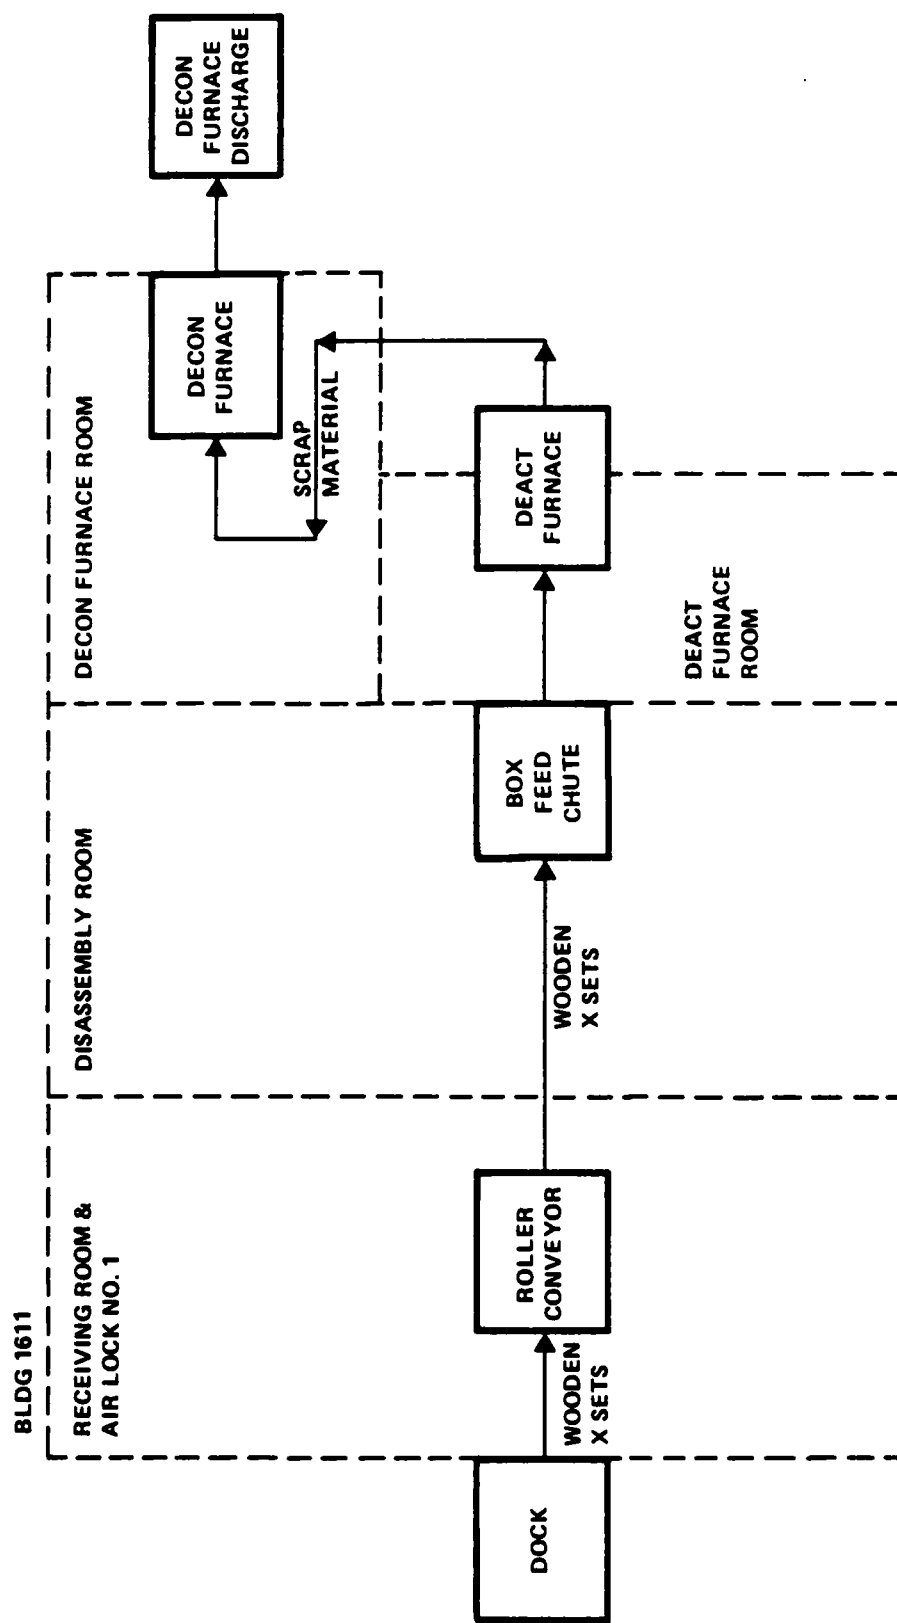 BLDG 1611
RECEIVING ROOM &
AIR LOCK NO. 1
DISASSEMBLY ROOM
DECON FURNACE ROOM
DOCK
WOODEN
X SETS
ROLLER
CONVEYOR
WOODEN
X SETS
BOX
FEED
CHUTE
DEACT
FURNACE
DEACT
FURNACE
ROOM
SCRAP
MATERIAL
DECON
FURNACE
DECON
FURNACE
DISCHARGE